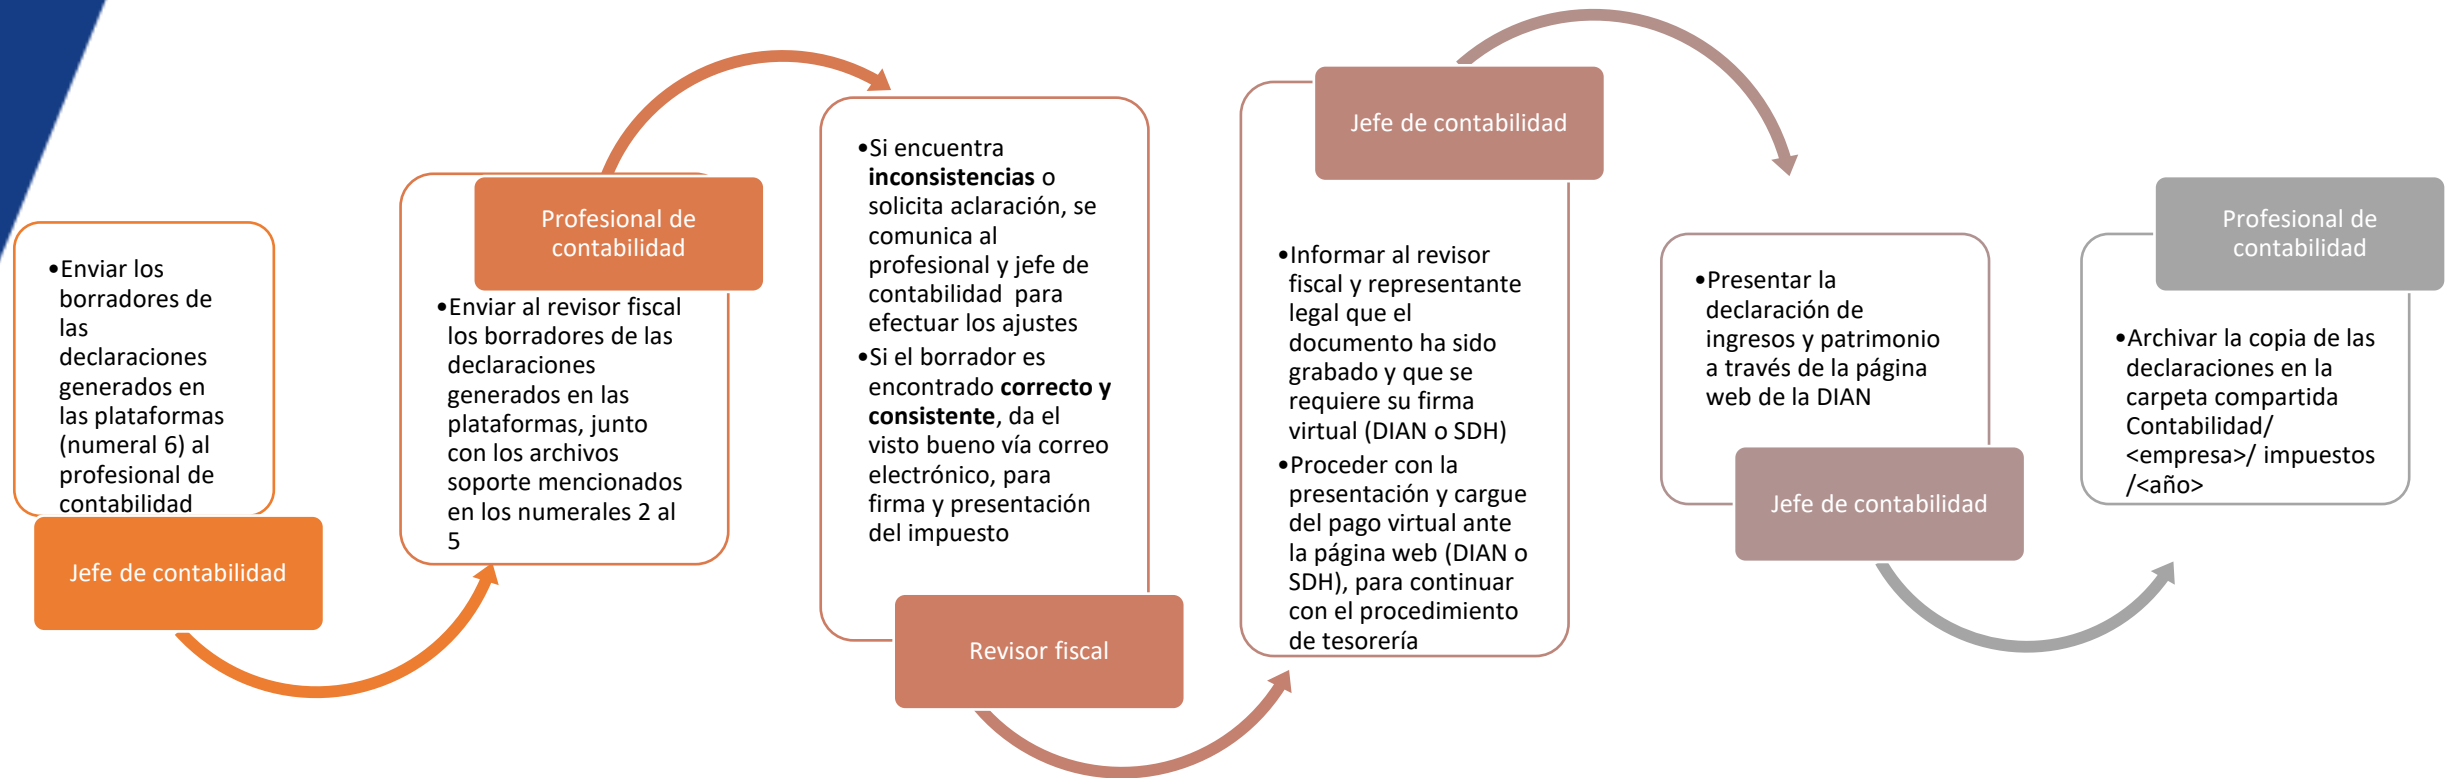 •Enviar los
borradores de
las
declaraciones
generados en
las plataformas
(numeral 6) al
profesional de
contabilidad
Jefe de contabilidad
Profesional de
contabilidad
•Enviar al revisor fiscal
los borradores de las
declaraciones
generados en las
plataformas, junto
con los archivos
soporte mencionados
en los numerales 2 al
5
•Si encuentra
inconsistencias o
solicita aclaración, se
comunica al
profesional y jefe de
contabilidad  para
efectuar los ajustes
•Si el borrador es
encontrado correcto y
consistente, da el
visto bueno vía correo
electrónico, para
firma y presentación
del impuesto
Revisor fiscal
Jefe de contabilidad
•Informar al revisor
fiscal y representante
legal que el
documento ha sido
grabado y que se
requiere su firma
virtual (DIAN o SDH)
•Proceder con la
presentación y cargue
del pago virtual ante
la página web (DIAN o
SDH), para continuar
con el procedimiento
de tesorería
•Presentar la
declaración de
ingresos y patrimonio
a través de la página
web de la DIAN
Jefe de contabilidad
Profesional de
contabilidad
•Archivar la copia de las
declaraciones en la
carpeta compartida
Contabilidad/
<empresa>/ impuestos
/<año>